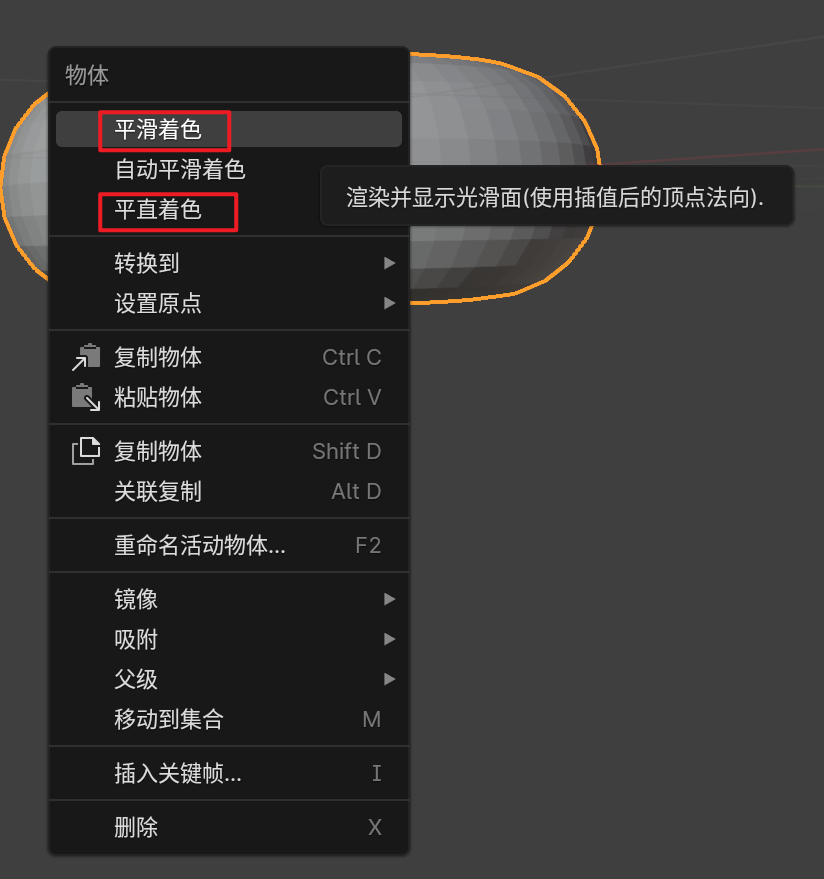 物体
平滑着色
自动平滑着色
渲染并显示光滑面(使用插值后的顶点法向).
平直着色
转换到
设置原点
复制物体 Ctrl C
粘贴物体 Ctrl V
复制物体 Shift D
关联复制 Alt D
重命名活动物体... F2
镜像
吸附
父级
移动到集合 M
插入关键帧... I
删除 X